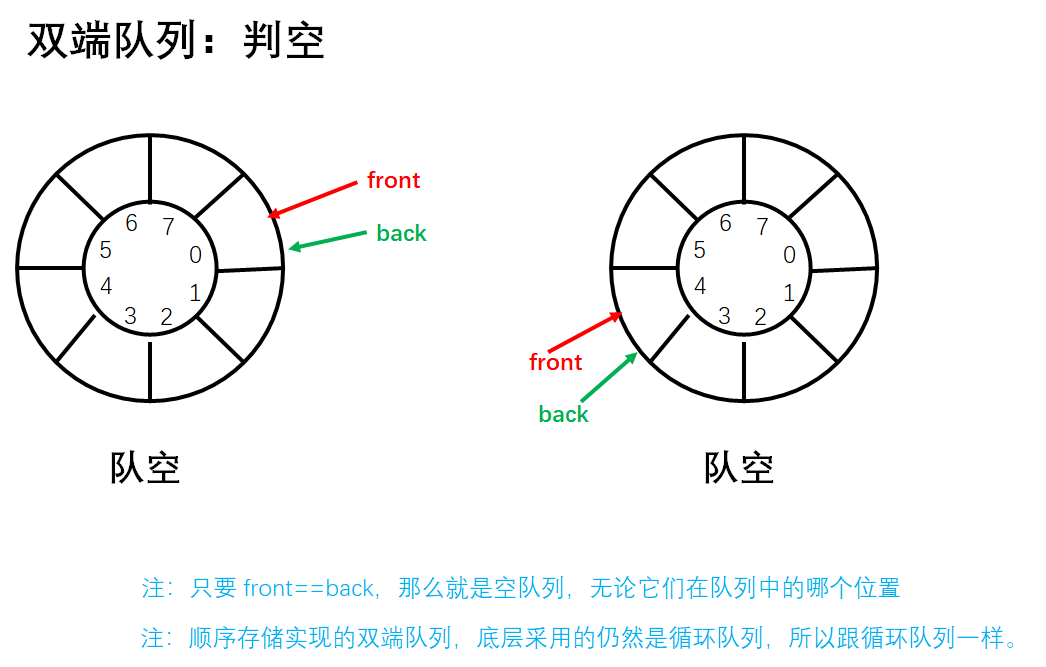 双端队列：判空
front
back
6 7
5 0
4 1
3 2
队空
6 7
5 0
4 1
3 2
front
back
队空
注：只要 front==back，那么就是空队列，无论它们在队列中的哪个位置
注：顺序存储实现的双端队列，底层采用的仍然是循环队列，所以跟循环队列一样。